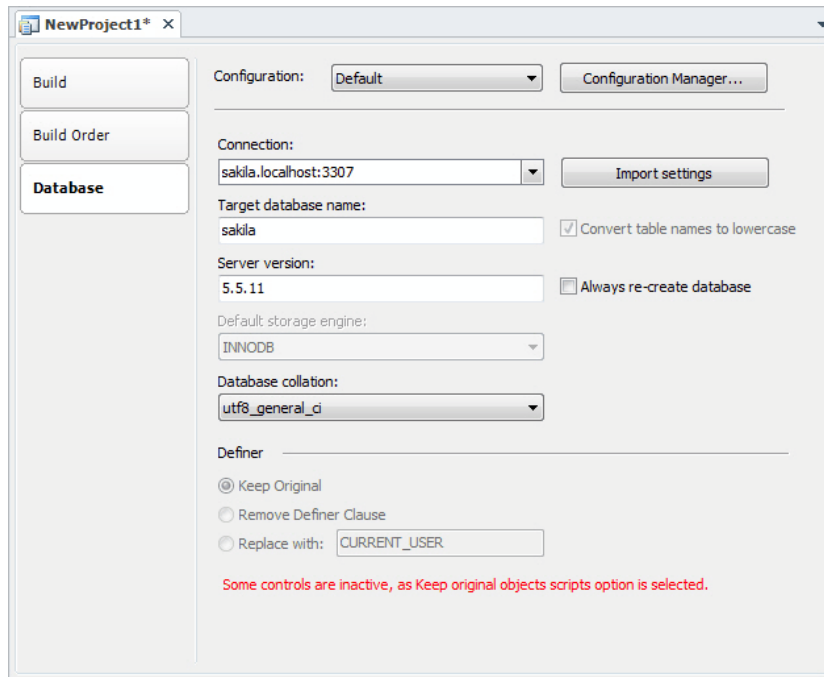 NewProject1*
Build
Build Order
Database
Configuration: Default Configuration Manager...
Connection:
sakila.localhost:3307 Import settings
Target database name:
sakila Convert table names to lowercase
Server version:
5.5.11 Always re-create database
Default storage engine:
INNODB
Database collation:
utf8_general_ci
Definer
Keep Original
Remove Definer Clause
Replace with: CURRENT_USER
Some controls are inactive, as Keep original objects scripts option is selected.